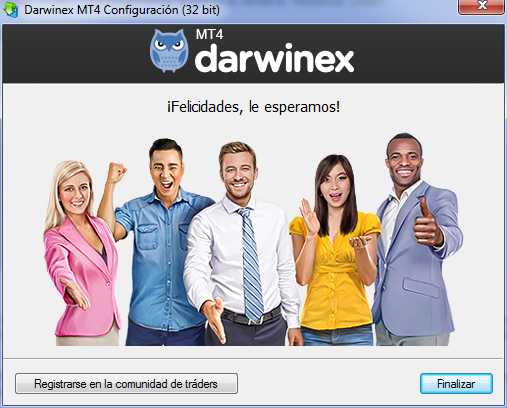 Darwinex MT4 Configuración (32 bit)
MT4
darwinex
¡Felicidades, le esperamos!
Registrarse en la comunidad de tráders
Finalizar